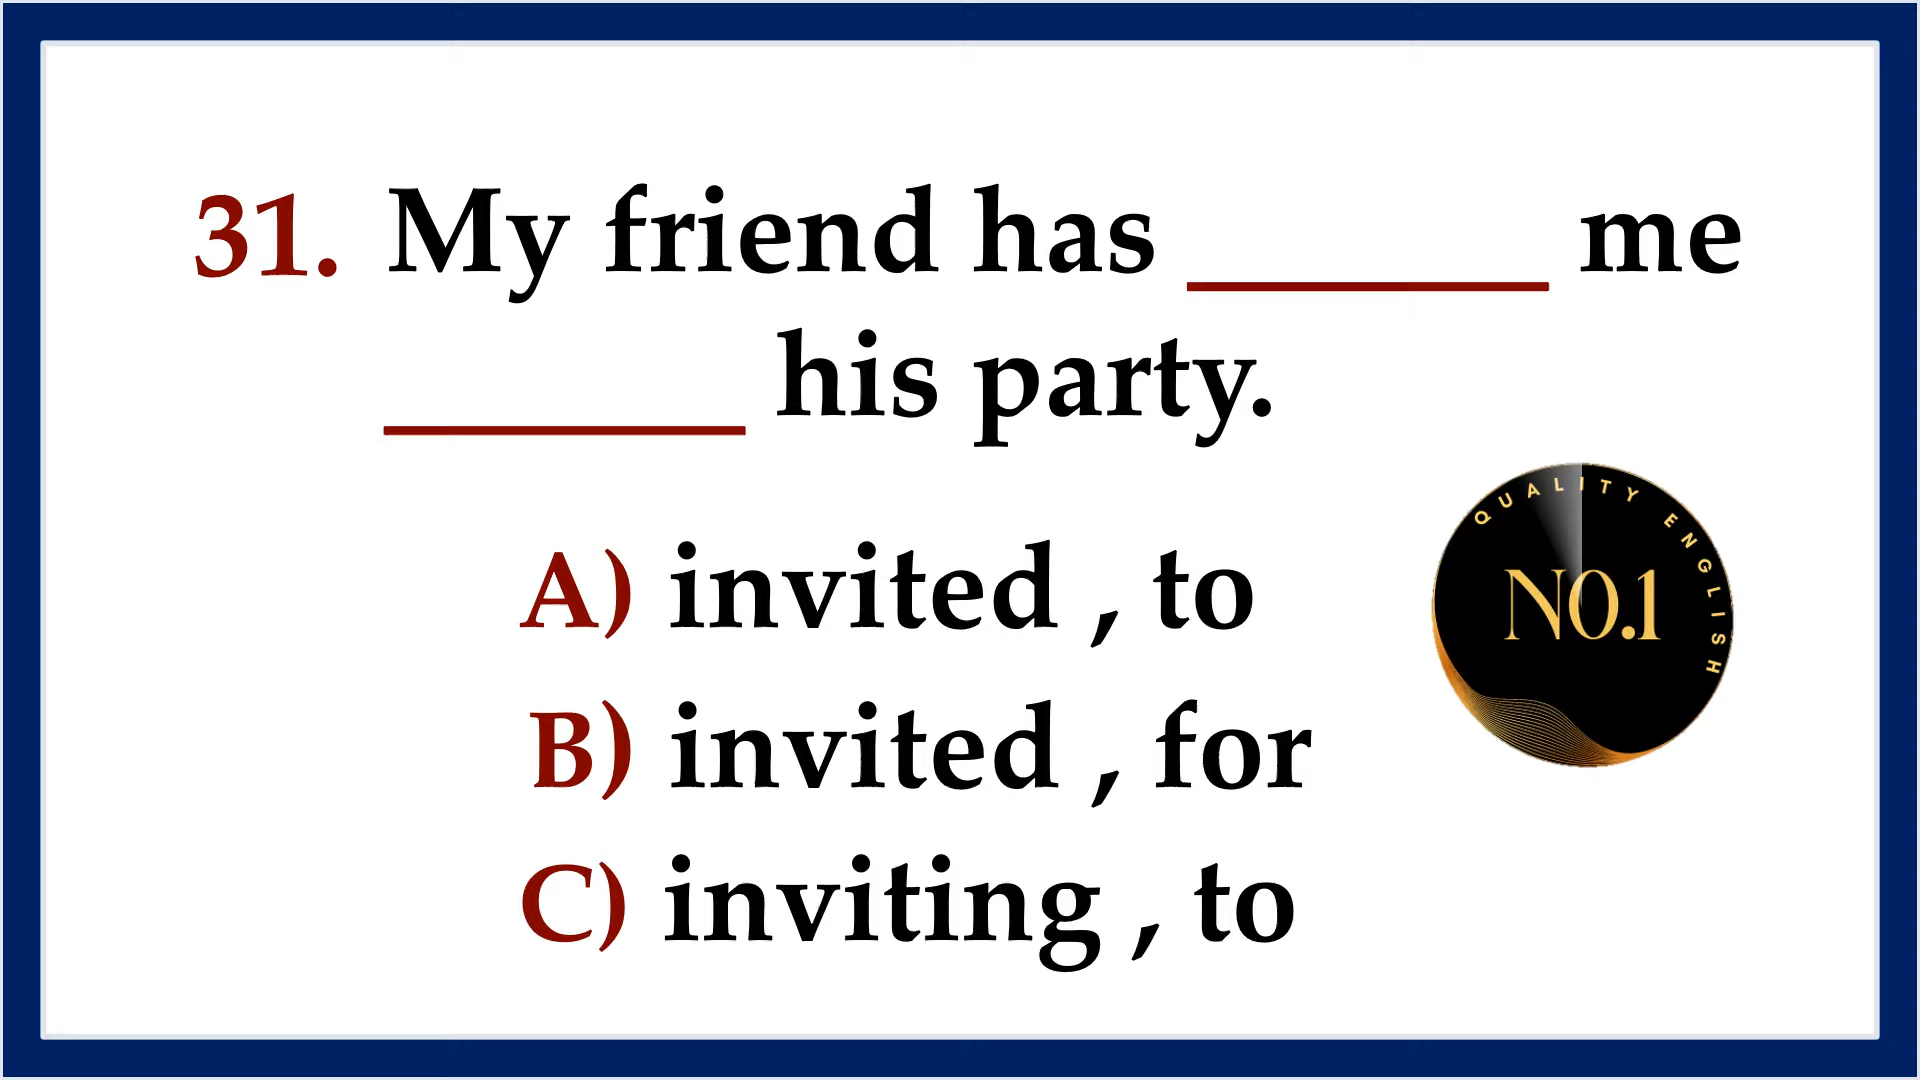 31. My friend has ______ me
______ his party.
A) invited , to
B) invited , for
C) inviting , to
QUALITY ENGLISH
NO.1